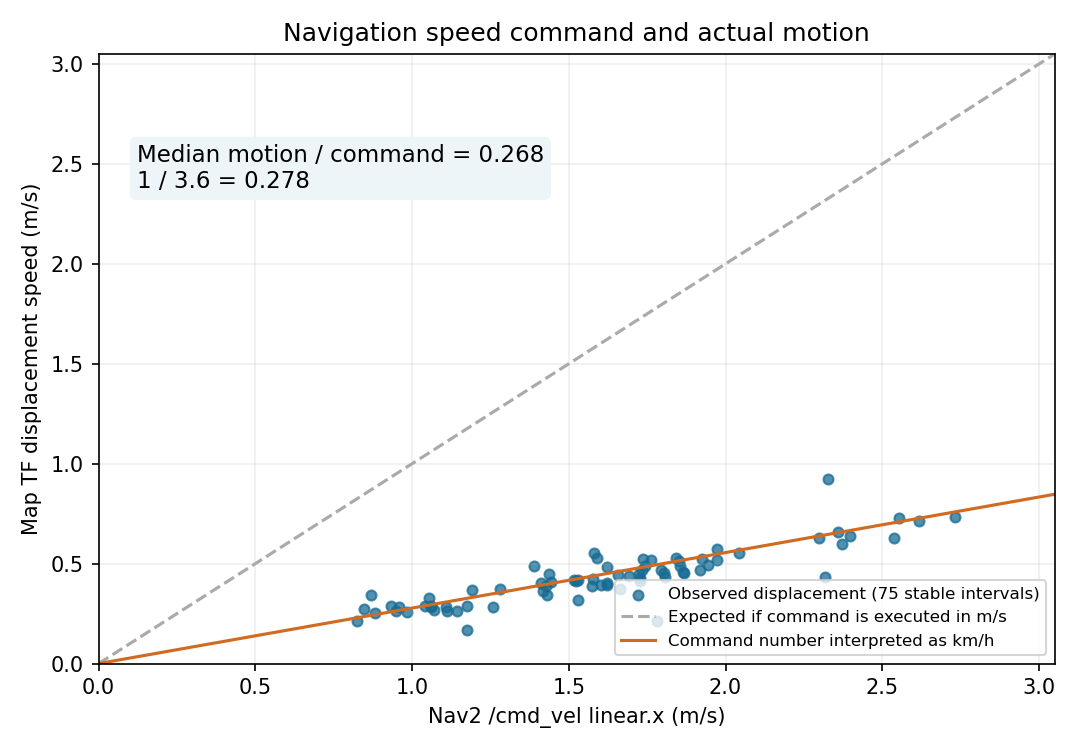 Navigation speed command and actual motion
Map TF displacement speed (m/s)
3.0
2.5
2.0
1.5
1.0
0.5
0.0
Median motion / command = 0.268
1 / 3.6 = 0.278
Observed displacement (75 stable intervals)
Expected if command is executed in m/s
Command number interpreted as km/h
0.0 0.5 1.0 1.5 2.0 2.5 3.0
Nav2 /cmd_vel linear.x (m/s)